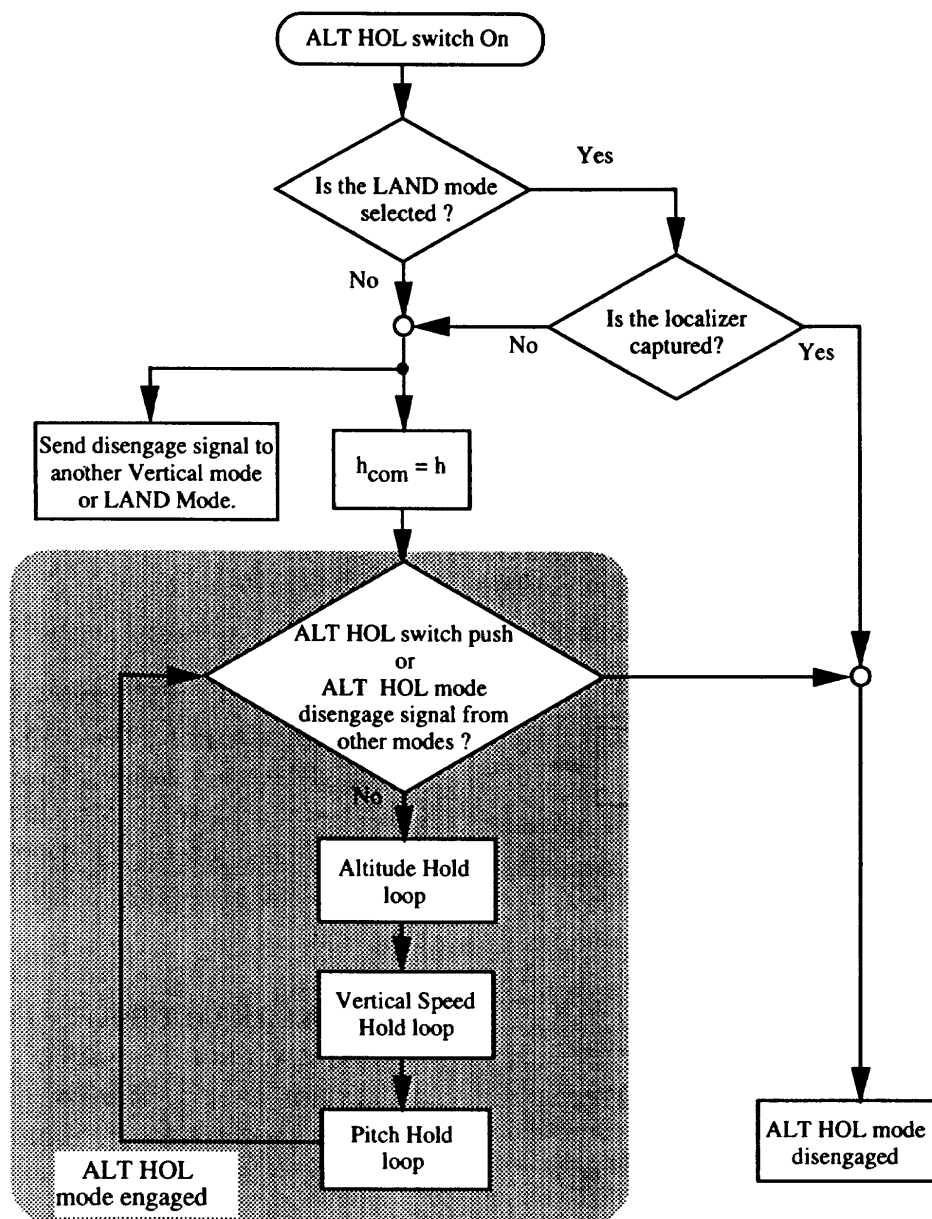 ALT HOL switch On
Yes
Is the LAND mode
selected ?
No
Is the localizer
captured?
No
Yes
Send disengage signal to
another Vertical mode
or LAND Mode.
h_com = h
ALT HOL switch push
or
ALT HOL mode
disengage signal from
other modes ?
No
Altitude Hold
loop
Vertical Speed
Hold loop
Pitch Hold
loop
ALT HOL
mode engaged
ALT HOL mode
disengaged